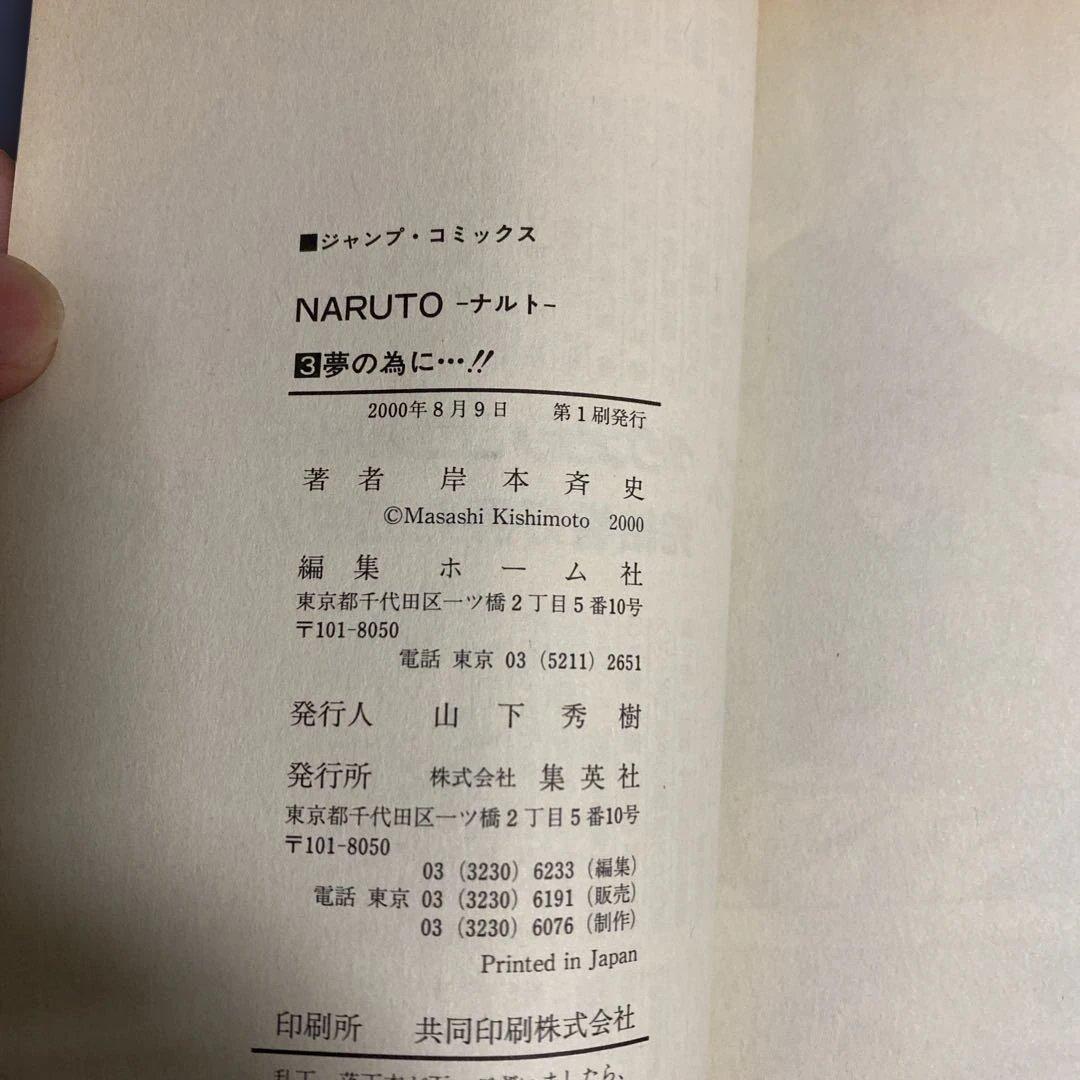 ■ジャンプ・コミックス
NARUTO -ナルト-
3夢の為に…!!
2000年8月9日 第1刷発行
著者 岸本斉史
©Masashi Kishimoto 2000
編集 ホーム社
東京都千代田区一ツ橋2丁目5番10号
〒101-8050
電話 東京 03 (5211) 2651
発行人 山下秀樹
発行所 株式会社 集英社
東京都千代田区一ツ橋2丁目5番10号
〒101-8050
03 (3230) 6233 (編集)
電話 東京 03 (3230) 6191 (販売)
03 (3230) 6076 (制作)
Printed in Japan
印刷所 共同印刷株式会社